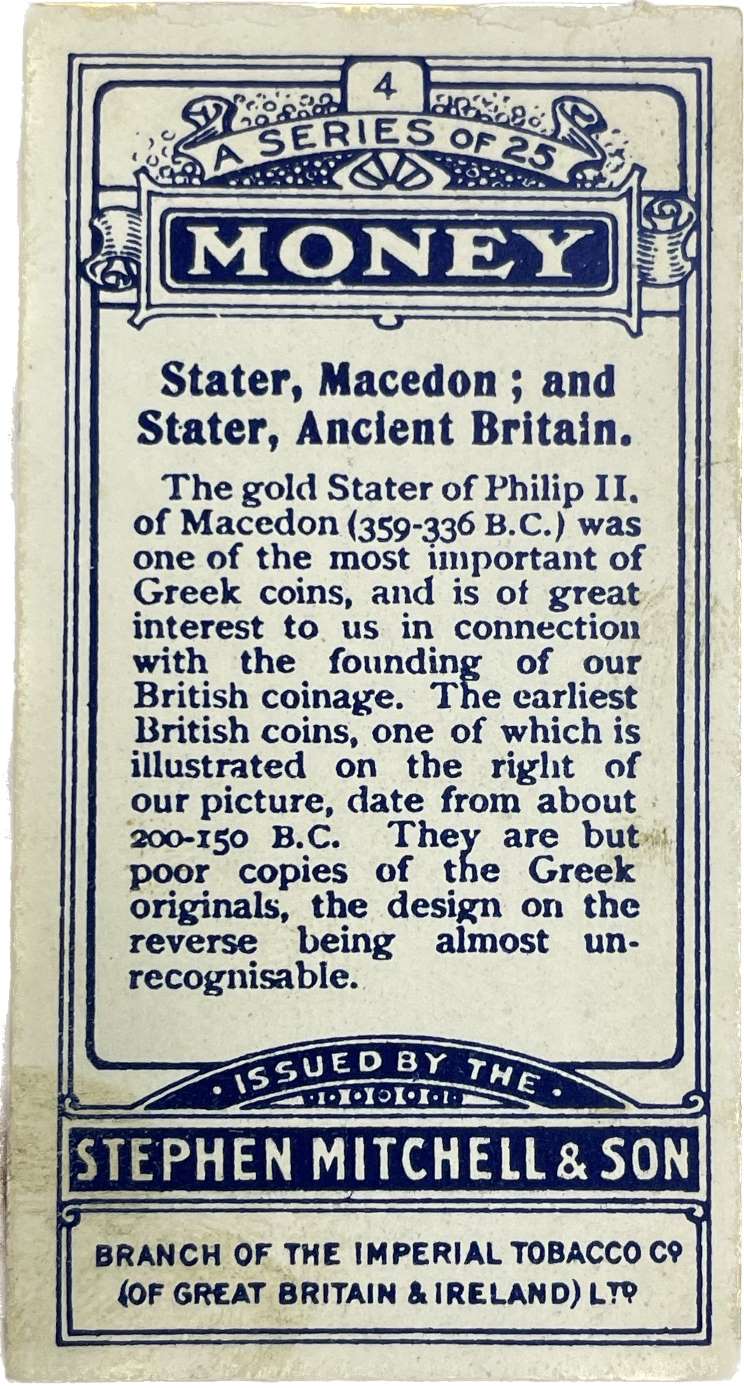 4
A SERIES OF 25
MONEY
Stater, Macedon ; and
Stater, Ancient Britain.
The gold Stater of Philip II.
of Macedon (359-336 B.C.) was
one of the most important of
Greek coins, and is of great
interest to us in connection
with the founding of our
British coinage. The earliest
British coins, one of which is
illustrated on the right of
our picture, date from about
200-150 B.C. They are but
poor copies of the Greek
originals, the design on the
reverse being almost un-
recognisable.
· ISSUED BY THE ·
STEPHEN MITCHELL & SON
BRANCH OF THE IMPERIAL TOBACCO CO
(OF GREAT BRITAIN & IRELAND) LTD